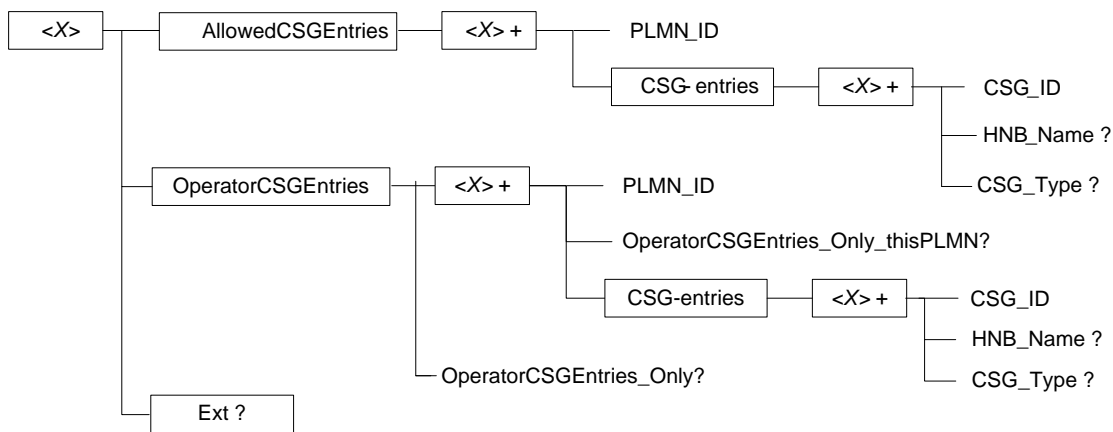 <X> AllowedCSGEntries <X> + PLMN_ID
CSG- entries <X> + CSG_ID
HNB_Name ?
CSG_Type ?
OperatorCSGEntries <X> + PLMN_ID
OperatorCSGEntries_Only_thisPLMN?
CSG-entries <X> + CSG_ID
HNB_Name ?
CSG_Type ?
OperatorCSGEntries_Only?
Ext ?